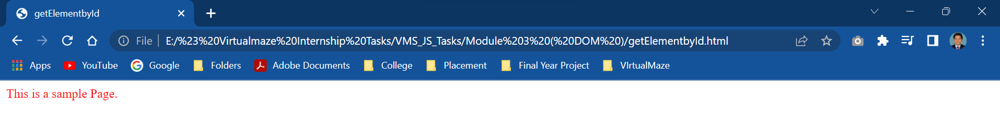 getElementbyId
File E:/%23%20Virtualmaze%20Internship%20Tasks/VMS_JS_Tasks/Module%203%20(%20DOM%20)/getElementbyId.html
Apps YouTube Google Folders Adobe Documents College Placement Final Year Project VIrtualMaze
This is a sample Page.